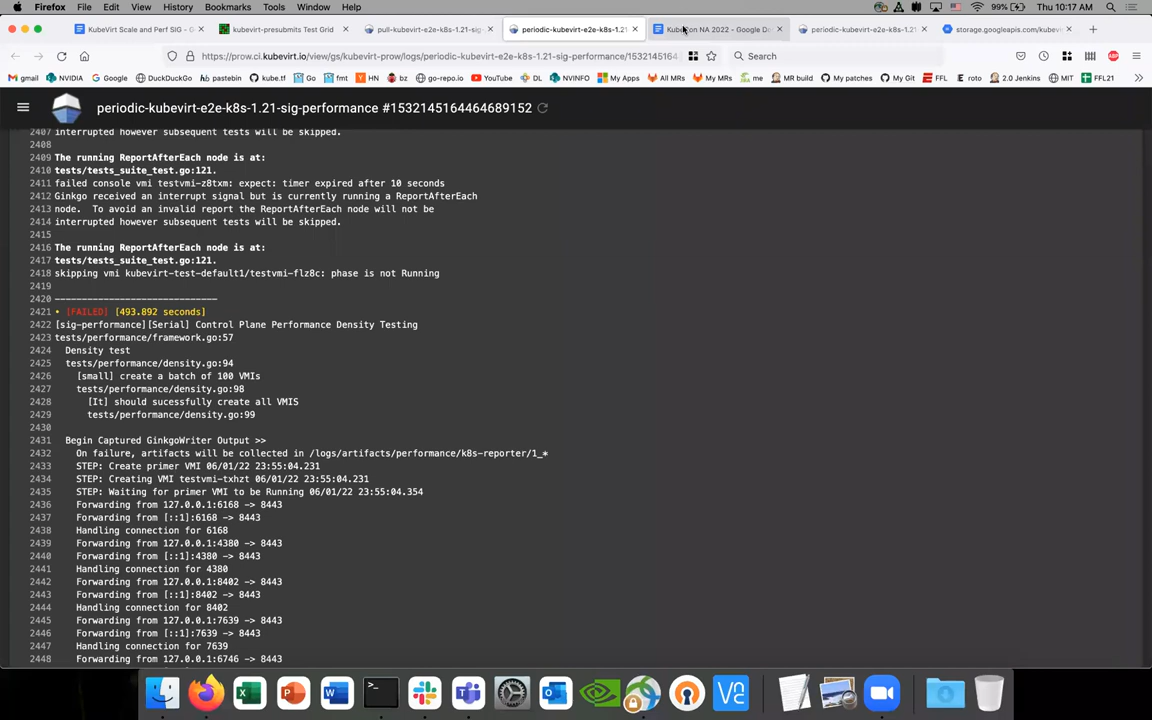 Firefox File Edit View History Bookmarks Tools Window Help 99% Thu 10:17 AM
KubeVirt Scale and Perf SIG - G
kubevirt-presubmits Test Grid
pull-kubevirt-e2e-k8s-1.21-sig-
periodic-kubevirt-e2e-k8s-1.21
KubeCon NA 2022 - Google D
periodic-kubevirt-e2e-k8s-1.21
storage.googleapis.com/kubevi
https://prow.ci.kubevirt.io/view/gs/kubevirt-prow/logs/periodic-kubevirt-e2e-k8s-1.21-sig-performance/1532145164
Search
gmail NVIDIA Google DuckDuckGo pastebin kube.tf Git fmt HN bz go-repo.io YouTube DL NVINFO All MRs My MRs me MR build My patches My Git FFL roto 2.0 Jenkins MIT FFL21
periodic-kubevirt-e2e-k8s-1.21-sig-performance #1532145164464689152
2407 interrupted however subsequent tests will be skipped.
2408
2409 The running ReportAfterEach node is at:
2410 tests/tests_suite_test.go:121.
2411 failed console vmi testvmi-z8txm: expect: timer expired after 10 seconds
2412 Ginkgo received an interrupt signal but is currently running a ReportAfterEach
2413 node. To avoid an invalid report the ReportAfterEach node will not be
2414 interrupted however subsequent tests will be skipped.
2415
2416 The running ReportAfterEach node is at:
2417 tests/tests_suite_test.go:121.
2418 skipping vmi kubevirt-test-default1/testvmi-flz8c: phase is not Running
2419
2420 ------------------------------
2421 • [FAILED] [493.892 seconds]
2422 [sig-performance][Serial] Control Plane Performance Density Testing
2423 tests/performance/framework.go:57
2424 Density test
2425 tests/performance/density.go:94
2426 [small] create a batch of 100 VMIs
2427 tests/performance/density.go:98
2428 [It] should sucessfully create all VMIS
2429 tests/performance/density.go:99
2430
2431 Begin Captured GinkgoWriter Output >>
2432 On failure, artifacts will be collected in /logs/artifacts/performance/k8s-reporter/1_*
2433 STEP: Create primer VMI 06/01/22 23:55:04.231
2434 STEP: Creating VMI testvmi-txhzt 06/01/22 23:55:04.231
2435 STEP: Waiting for primer VMI to be Running 06/01/22 23:55:04.354
2436 Forwarding from 127.0.0.1:6168 -> 8443
2437 Forwarding from [::1]:6168 -> 8443
2438 Handling connection for 6168
2439 Forwarding from 127.0.0.1:4380 -> 8443
2440 Forwarding from [::1]:4380 -> 8443
2441 Handling connection for 4380
2442 Forwarding from 127.0.0.1:8402 -> 8443
2443 Forwarding from [::1]:8402 -> 8443
2444 Handling connection for 8402
2445 Forwarding from 127.0.0.1:7639 -> 8443
2446 Forwarding from [::1]:7639 -> 8443
2447 Handling connection for 7639
2448 Forwarding from 127.0.0.1:6746 -> 8443